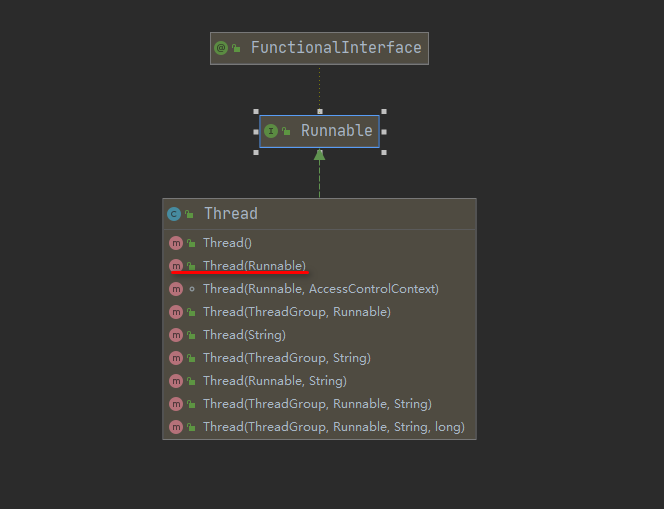 FunctionalInterface
Runnable
Thread
Thread()
Thread(Runnable)
Thread(Runnable, AccessControlContext)
Thread(ThreadGroup, Runnable)
Thread(String)
Thread(ThreadGroup, String)
Thread(Runnable, String)
Thread(ThreadGroup, Runnable, String)
Thread(ThreadGroup, Runnable, String, long)